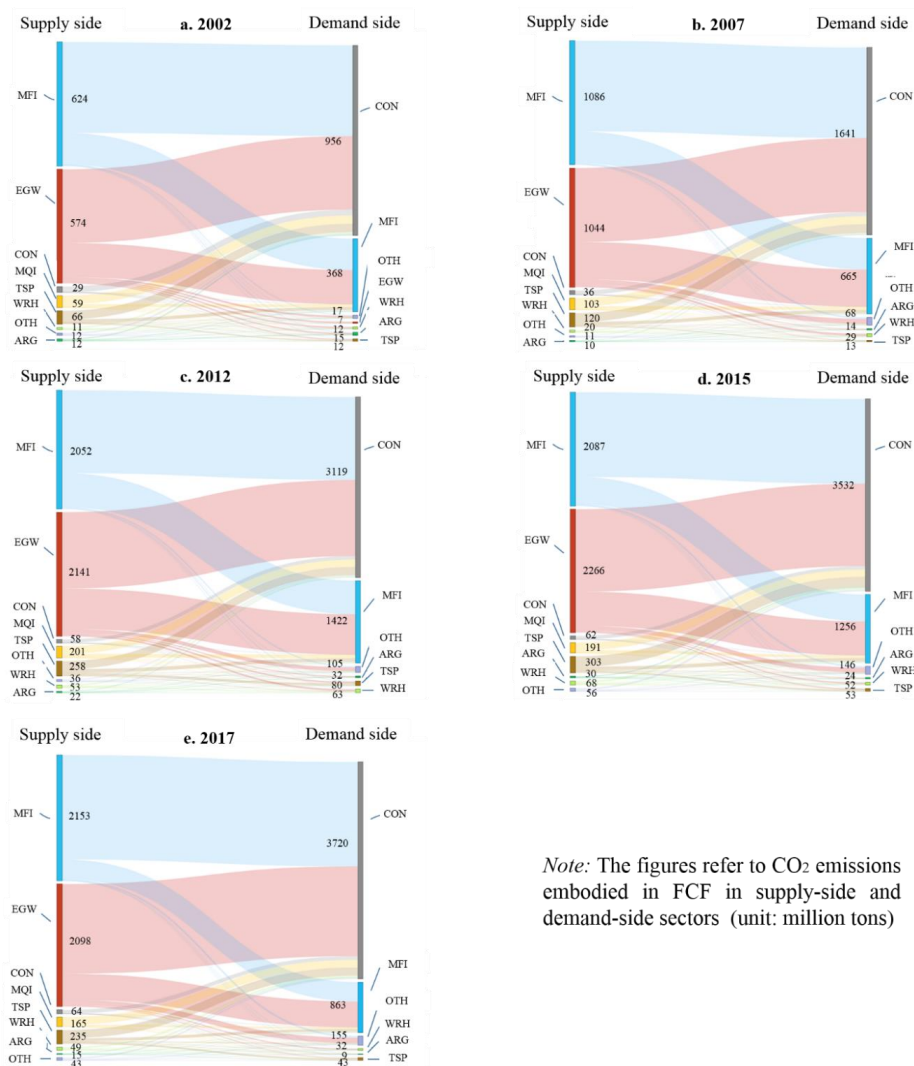 Supply side a. 2002 Demand side
MFI 624
CON
956
EGW
574
MFI
368
OTH
EGW
WRH
ARG
TSP
CON 29
MQI 59
TSP 66
WRH 11
OTH 12
ARG 12
17
7
12
15
12
Supply side b. 2007 Demand side
MFI 1086
CON
1641
EGW
1044
MFI
665
OTH
ARG
WRH
TSP
CON 36
MQI 103
TSP 120
WRH 20
OTH 11
ARG 10
68
14
29
13
Supply side c. 2012 Demand side
MFI 2052
CON
3119
EGW
2141
MFI
1422
OTH
ARG
TSP
WRH
CON 58
MQI 201
TSP 258
OTH 36
WRH 53
ARG 22
105
32
80
63
Supply side d. 2015 Demand side
MFI 2087
CON
3532
EGW
2266
MFI
1256
OTH
ARG
WRH
TSP
CON 62
MQI 191
TSP 303
ARG 30
WRH 68
OTH 56
146
24
52
53
Supply side e. 2017 Demand side
MFI 2153
CON
3720
EGW
2098
MFI
863
OTH
WRH
ARG
TSP
CON 64
MQI 165
TSP 235
WRH 49
ARG 15
OTH 43
155
32
9
43
Note: The figures refer to CO2 emissions
embodied in FCF in supply-side and
demand-side sectors (unit: million tons)